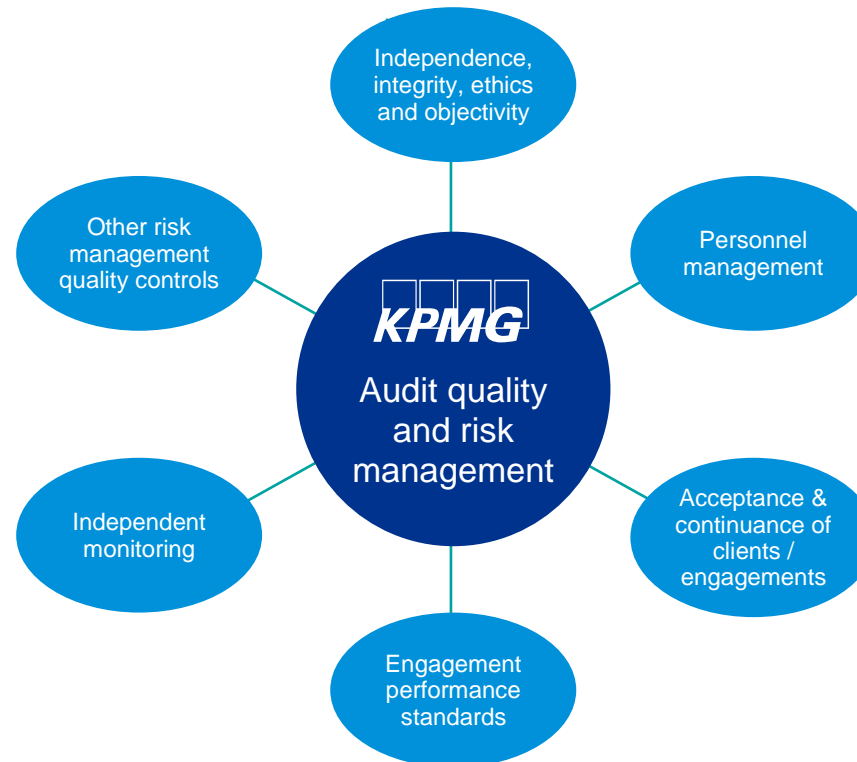 Independence,
integrity, ethics
and objectivity
Other risk
management
quality controls
Personnel
management
KPMG
Audit quality
and risk
management
Independent
monitoring
Acceptance &
continuance of
clients /
engagements
Engagement
performance
standards